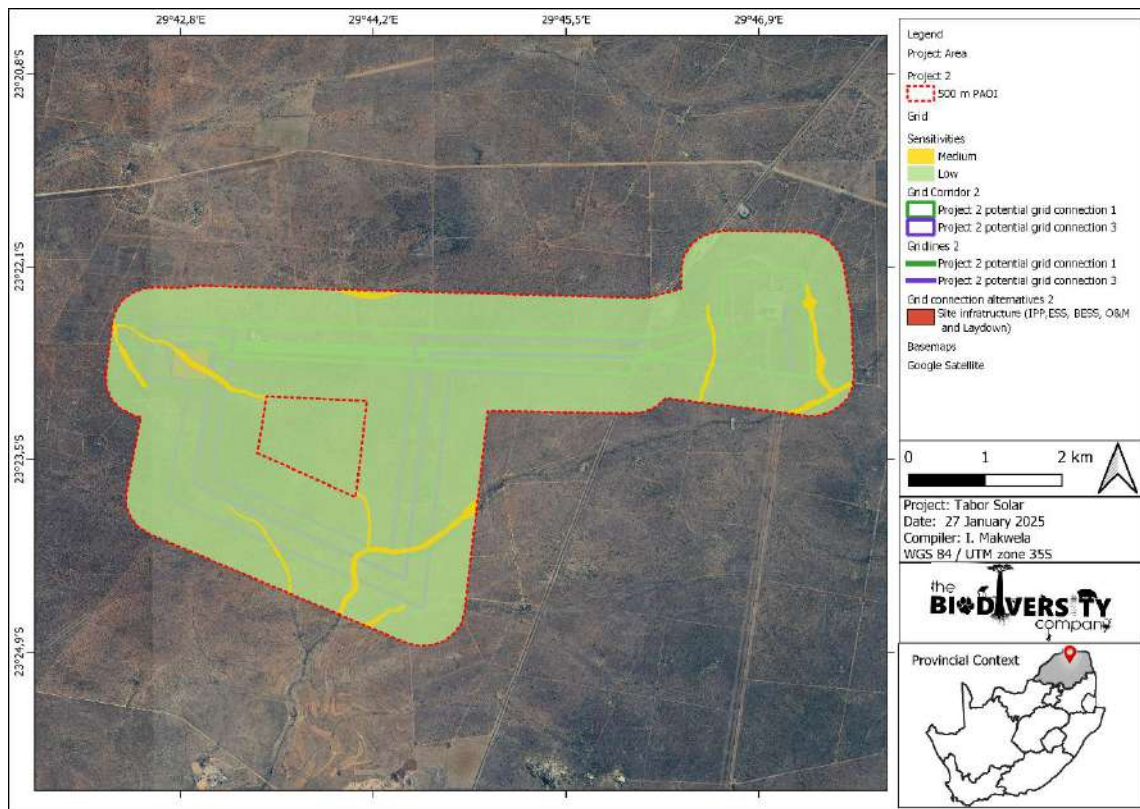 29°42,8'E 29°44,2'E 29°45,5'E 29°46,9'E
23°20,8'S
23°22,1'S
23°23,5'S
23°24,9'S
Legend
Project Area
Project 2
500 m PAOI
Grid
Sensitivities
Medium
Low
Grid Corridor 2
Project 2 potential grid connection 1
Project 2 potential grid connection 3
Gridlines 2
Project 2 potential grid connection 1
Project 2 potential grid connection 3
Grid connection alternatives 2
Site infratructure (IPP,ESS, BESS, O&M
and Laydown)
Basemaps
Google Satellite
0 1 2 km
Project: Tabor Solar
Date: 27 January 2025
Compiler: I. Makwela
WGS 84 / UTM zone 35S
the
BIODIVERSITY
company
Provincial Context